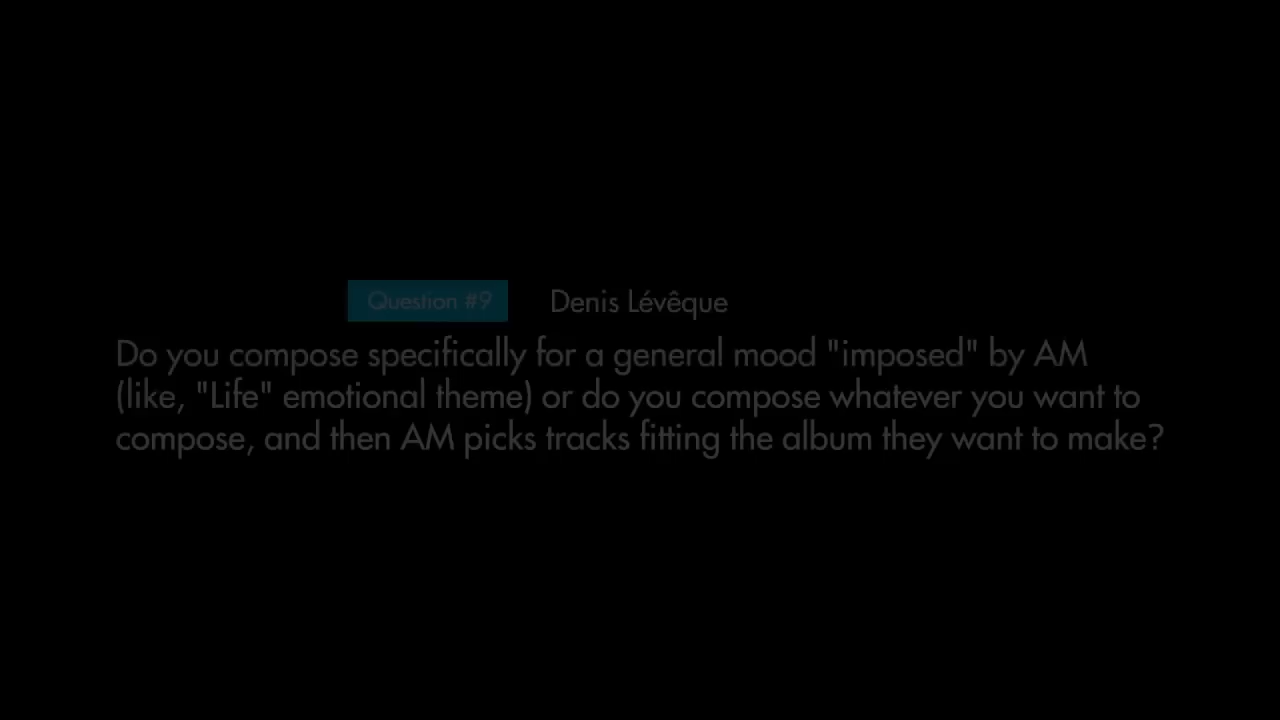 Question #9 Denis Lévêque
Do you compose specifically for a general mood "imposed" by AM
(like, "Life" emotional theme) or do you compose whatever you want to
compose, and then AM picks tracks fitting the album they want to make?